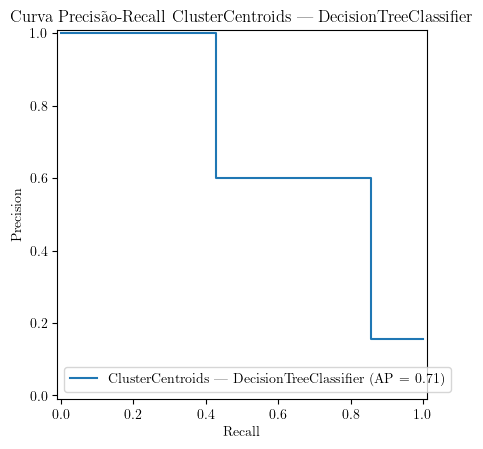 Curva Precisão-Recall ClusterCentroids — DecisionTreeClassifier
1.0
0.8
0.6
0.4
0.2
0.0
Precision
ClusterCentroids — DecisionTreeClassifier (AP = 0.71)
0.0 0.2 0.4 0.6 0.8 1.0
Recall